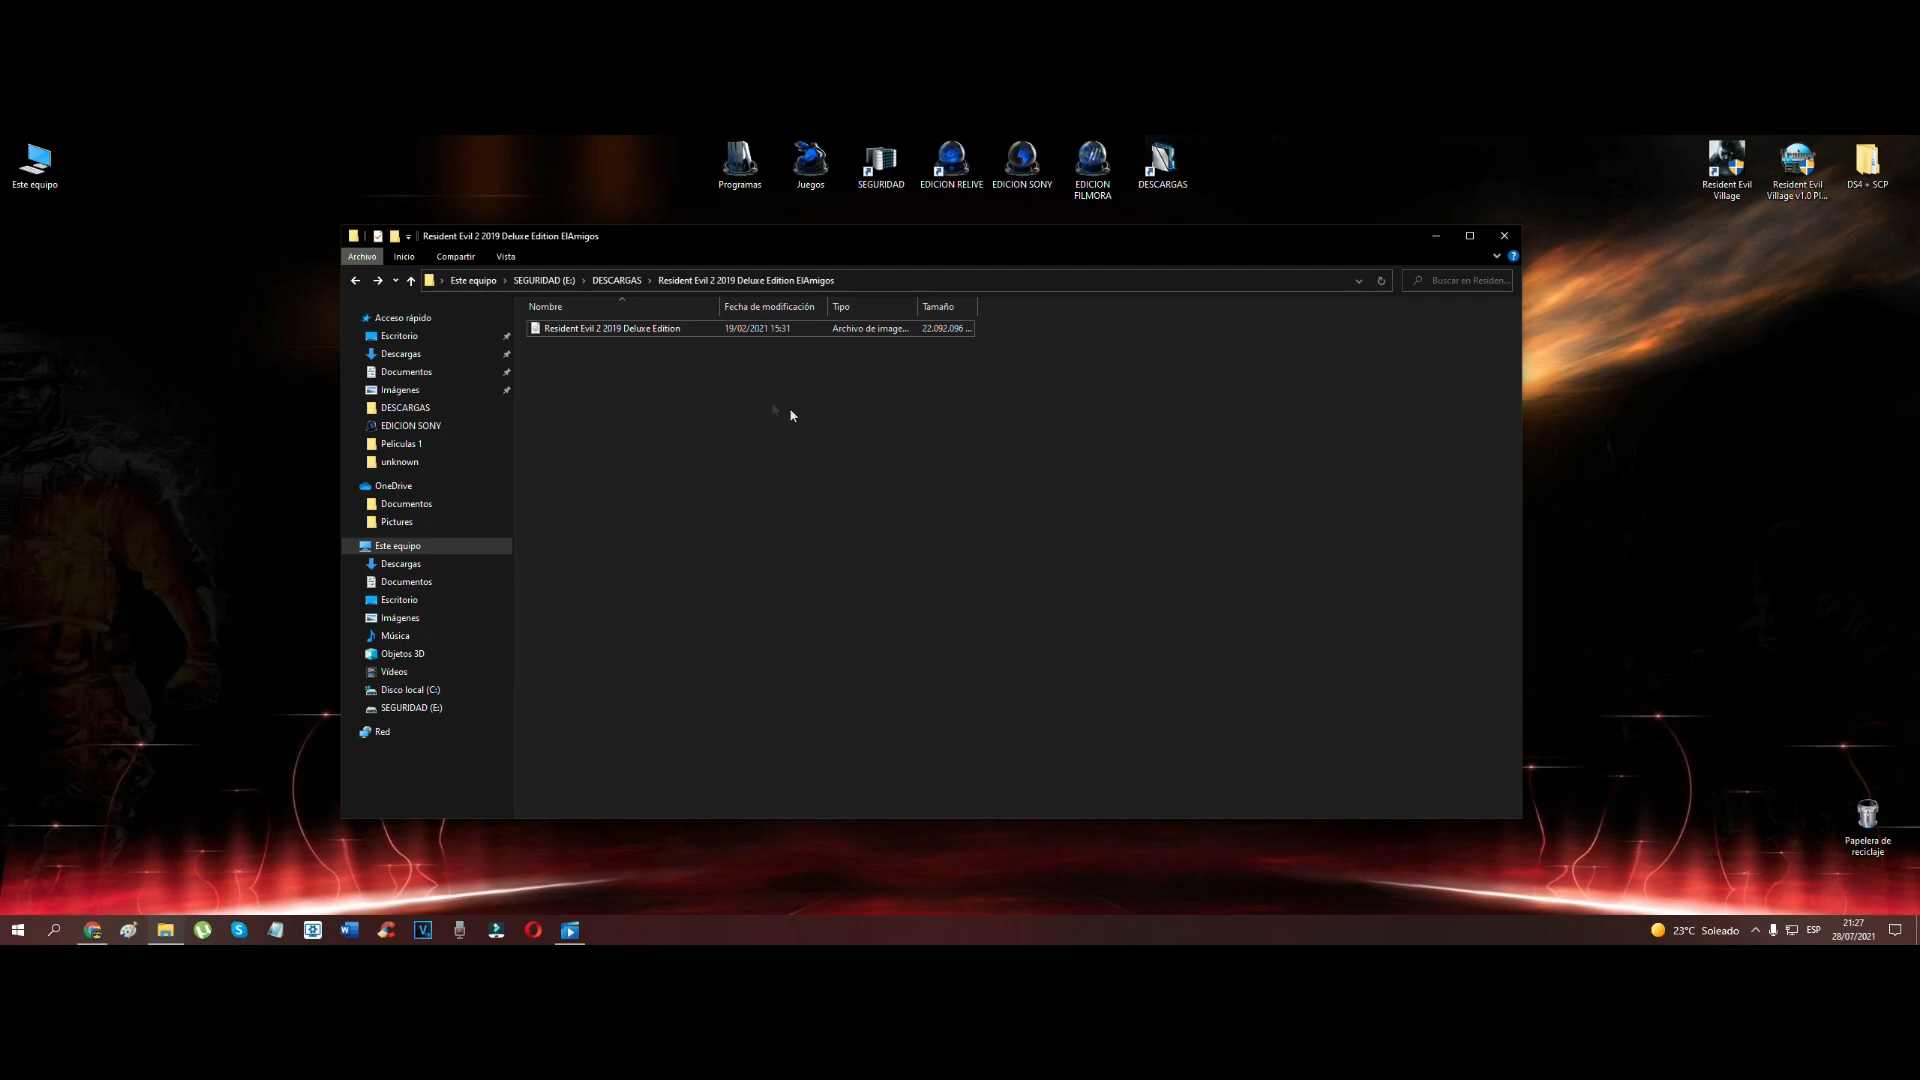 Este equipo
Programas
Juegos
SEGURIDAD
EDICION RELIVE
EDICION SONY
EDICION
FILMORA
DESCARGAS
Resident Evil
Village
Resident Evil
Village v1.0 Pl...
DS4 + SCP
Resident Evil 2 2019 Deluxe Edition ElAmigos
Archivo
Inicio
Compartir
Vista
Este equipo > SEGURIDAD (E:) > DESCARGAS > Resident Evil 2 2019 Deluxe Edition ElAmigos
Buscar en Residen...
Nombre
Fecha de modificación
Tipo
Tamaño
Resident Evil 2 2019 Deluxe Edition
19/02/2021 15:31
Archivo de image...
22.092.096 ...
Acceso rápido
Escritorio
Descargas
Documentos
Imágenes
DESCARGAS
EDICION SONY
Peliculas 1
unknown
OneDrive
Documentos
Pictures
Este equipo
Descargas
Documentos
Escritorio
Imágenes
Música
Objetos 3D
Vídeos
Disco local (C:)
SEGURIDAD (E:)
Red
Papelera de
reciclaje
23°C Soleado
ESP
21:27
28/07/2021